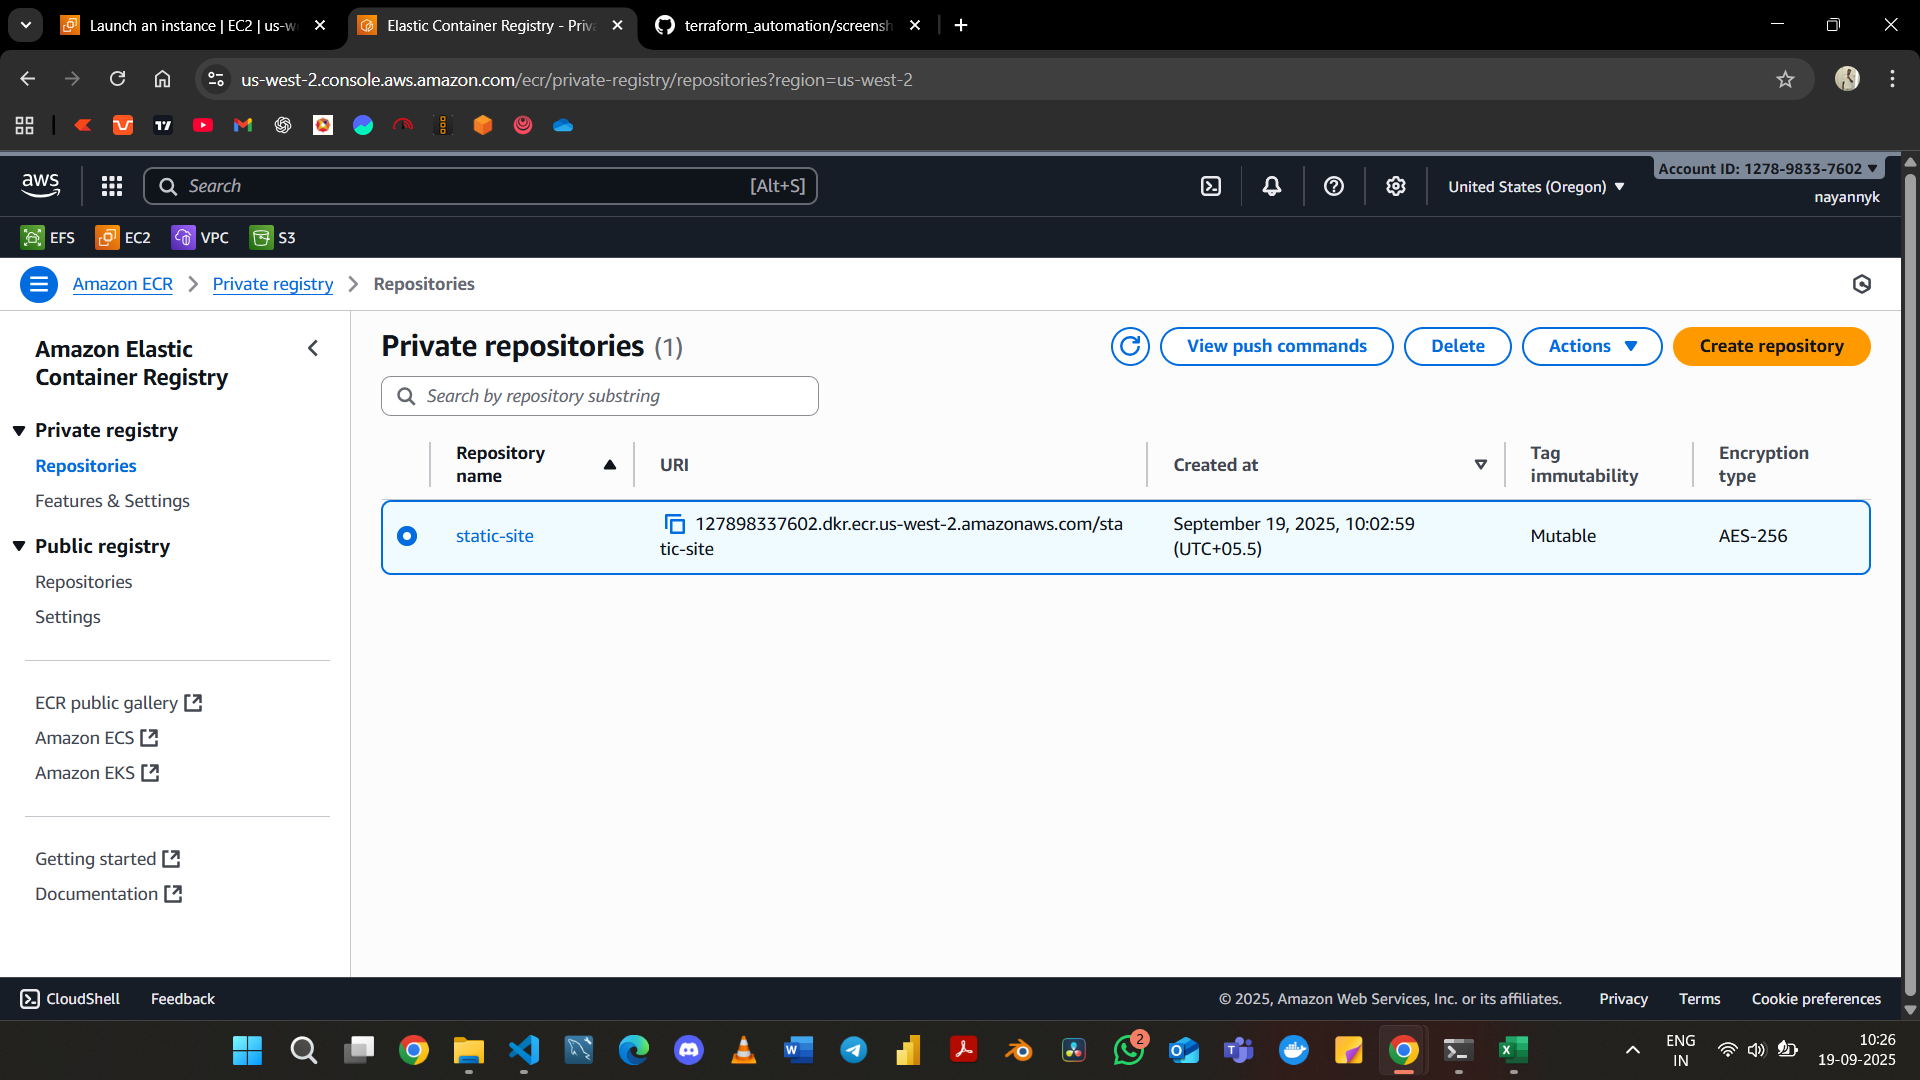 Launch an instance | EC2 | us-w
Elastic Container Registry - Priv
terraform_automation/screensh
us-west-2.console.aws.amazon.com/ecr/private-registry/repositories?region=us-west-2
aws
Search
[Alt+S]
United States (Oregon)
Account ID: 1278-9833-7602
nayannyk
EFS
EC2
VPC
S3
Amazon ECR
Private registry
Repositories
Amazon Elastic
Container Registry
Private registry
Repositories
Features & Settings
Public registry
Repositories
Settings
ECR public gallery
Amazon ECS
Amazon EKS
Getting started
Documentation
Private repositories (1)
View push commands
Delete
Actions
Create repository
Search by repository substring
Repository
name
URI
Created at
Tag
immutability
Encryption
type
static-site
127898337602.dkr.ecr.us-west-2.amazonaws.com/sta
tic-site
September 19, 2025, 10:02:59
(UTC+05.5)
Mutable
AES-256
CloudShell
Feedback
© 2025, Amazon Web Services, Inc. or its affiliates.
Privacy
Terms
Cookie preferences
2
ENG
IN
10:26
19-09-2025